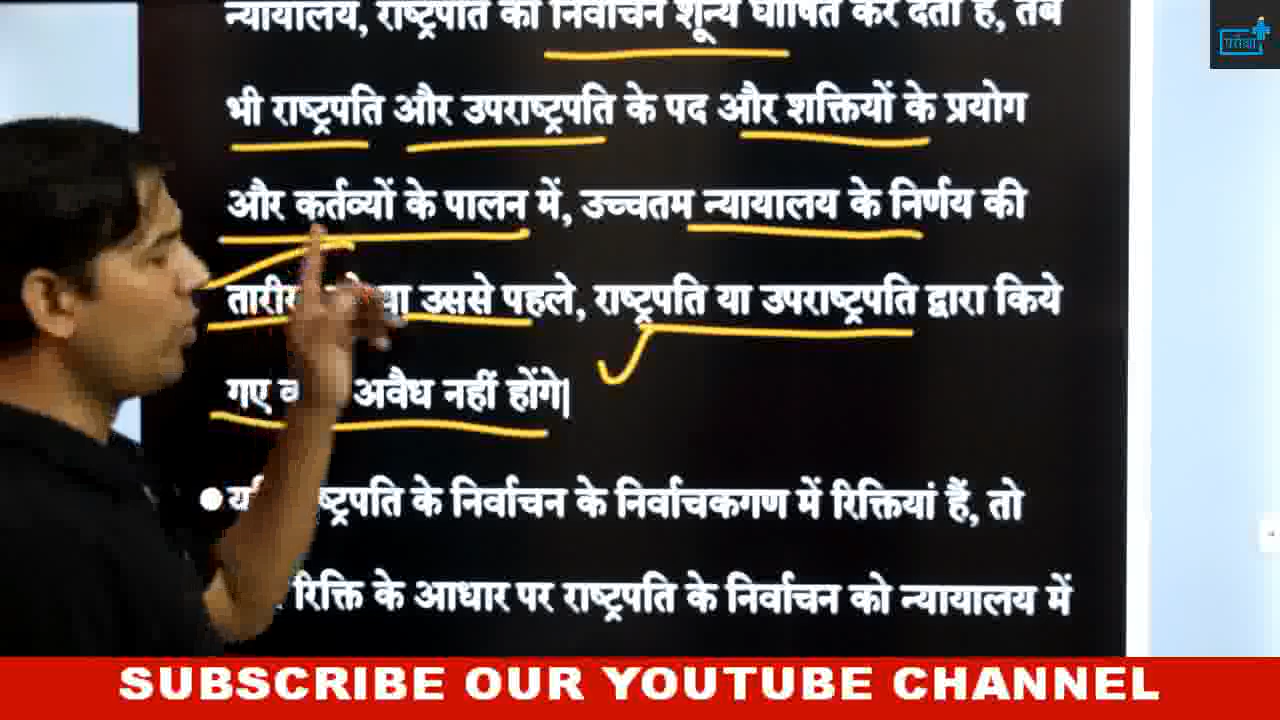 न्यायालय, राष्ट्रपति का निर्वाचन शून्य घोषित कर देता है, तब
परीक्षा
भी राष्ट्रपति और उपराष्ट्रपति के पद और शक्तियों के प्रयोग
और कर्तव्यों के पालन में, उच्चतम न्यायालय के निर्णय की
उससे पहले, राष्ट्रपति या उपराष्ट्रपति द्वारा किये
गए अवैध नहीं होंगे|
के निर्वाचन के निर्वाचकगण में रिक्तियां हैं, तो
रिक्ति के आधार पर राष्ट्रपति के निर्वाचन को न्यायालय में
SUBSCRIBE OUR YOUTUBE CHANNEL